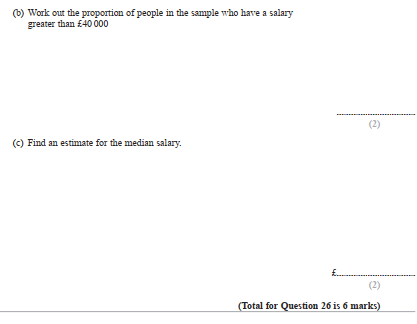 (b) Work out the proportion of people in the sample who have a salary
greater than £40 000
(2)
(c) Find an estimate for the median salary.
£
(2)
(Total for Question 26 is 6 marks)